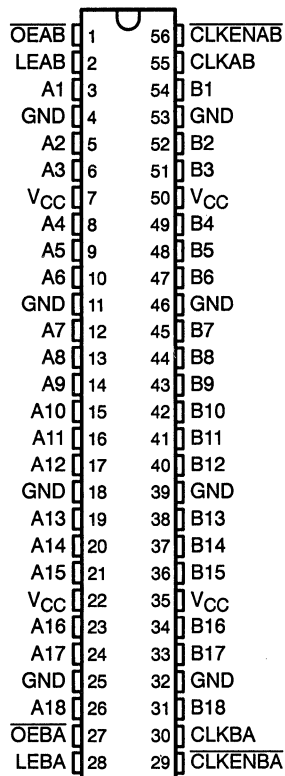 O̅E̅A̅B̅ 1 56 C̅L̅K̅E̅N̅A̅B̅
LEAB 2 55 CLKAB
A1 3 54 B1
GND 4 53 GND
A2 5 52 B2
A3 6 51 B3
VCC 7 50 VCC
A4 8 49 B4
A5 9 48 B5
A6 10 47 B6
GND 11 46 GND
A7 12 45 B7
A8 13 44 B8
A9 14 43 B9
A10 15 42 B10
A11 16 41 B11
A12 17 40 B12
GND 18 39 GND
A13 19 38 B13
A14 20 37 B14
A15 21 36 B15
VCC 22 35 VCC
A16 23 34 B16
A17 24 33 B17
GND 25 32 GND
A18 26 31 B18
O̅E̅B̅A̅ 27 30 CLKBA
LEBA 28 29 C̅L̅K̅E̅N̅B̅A̅